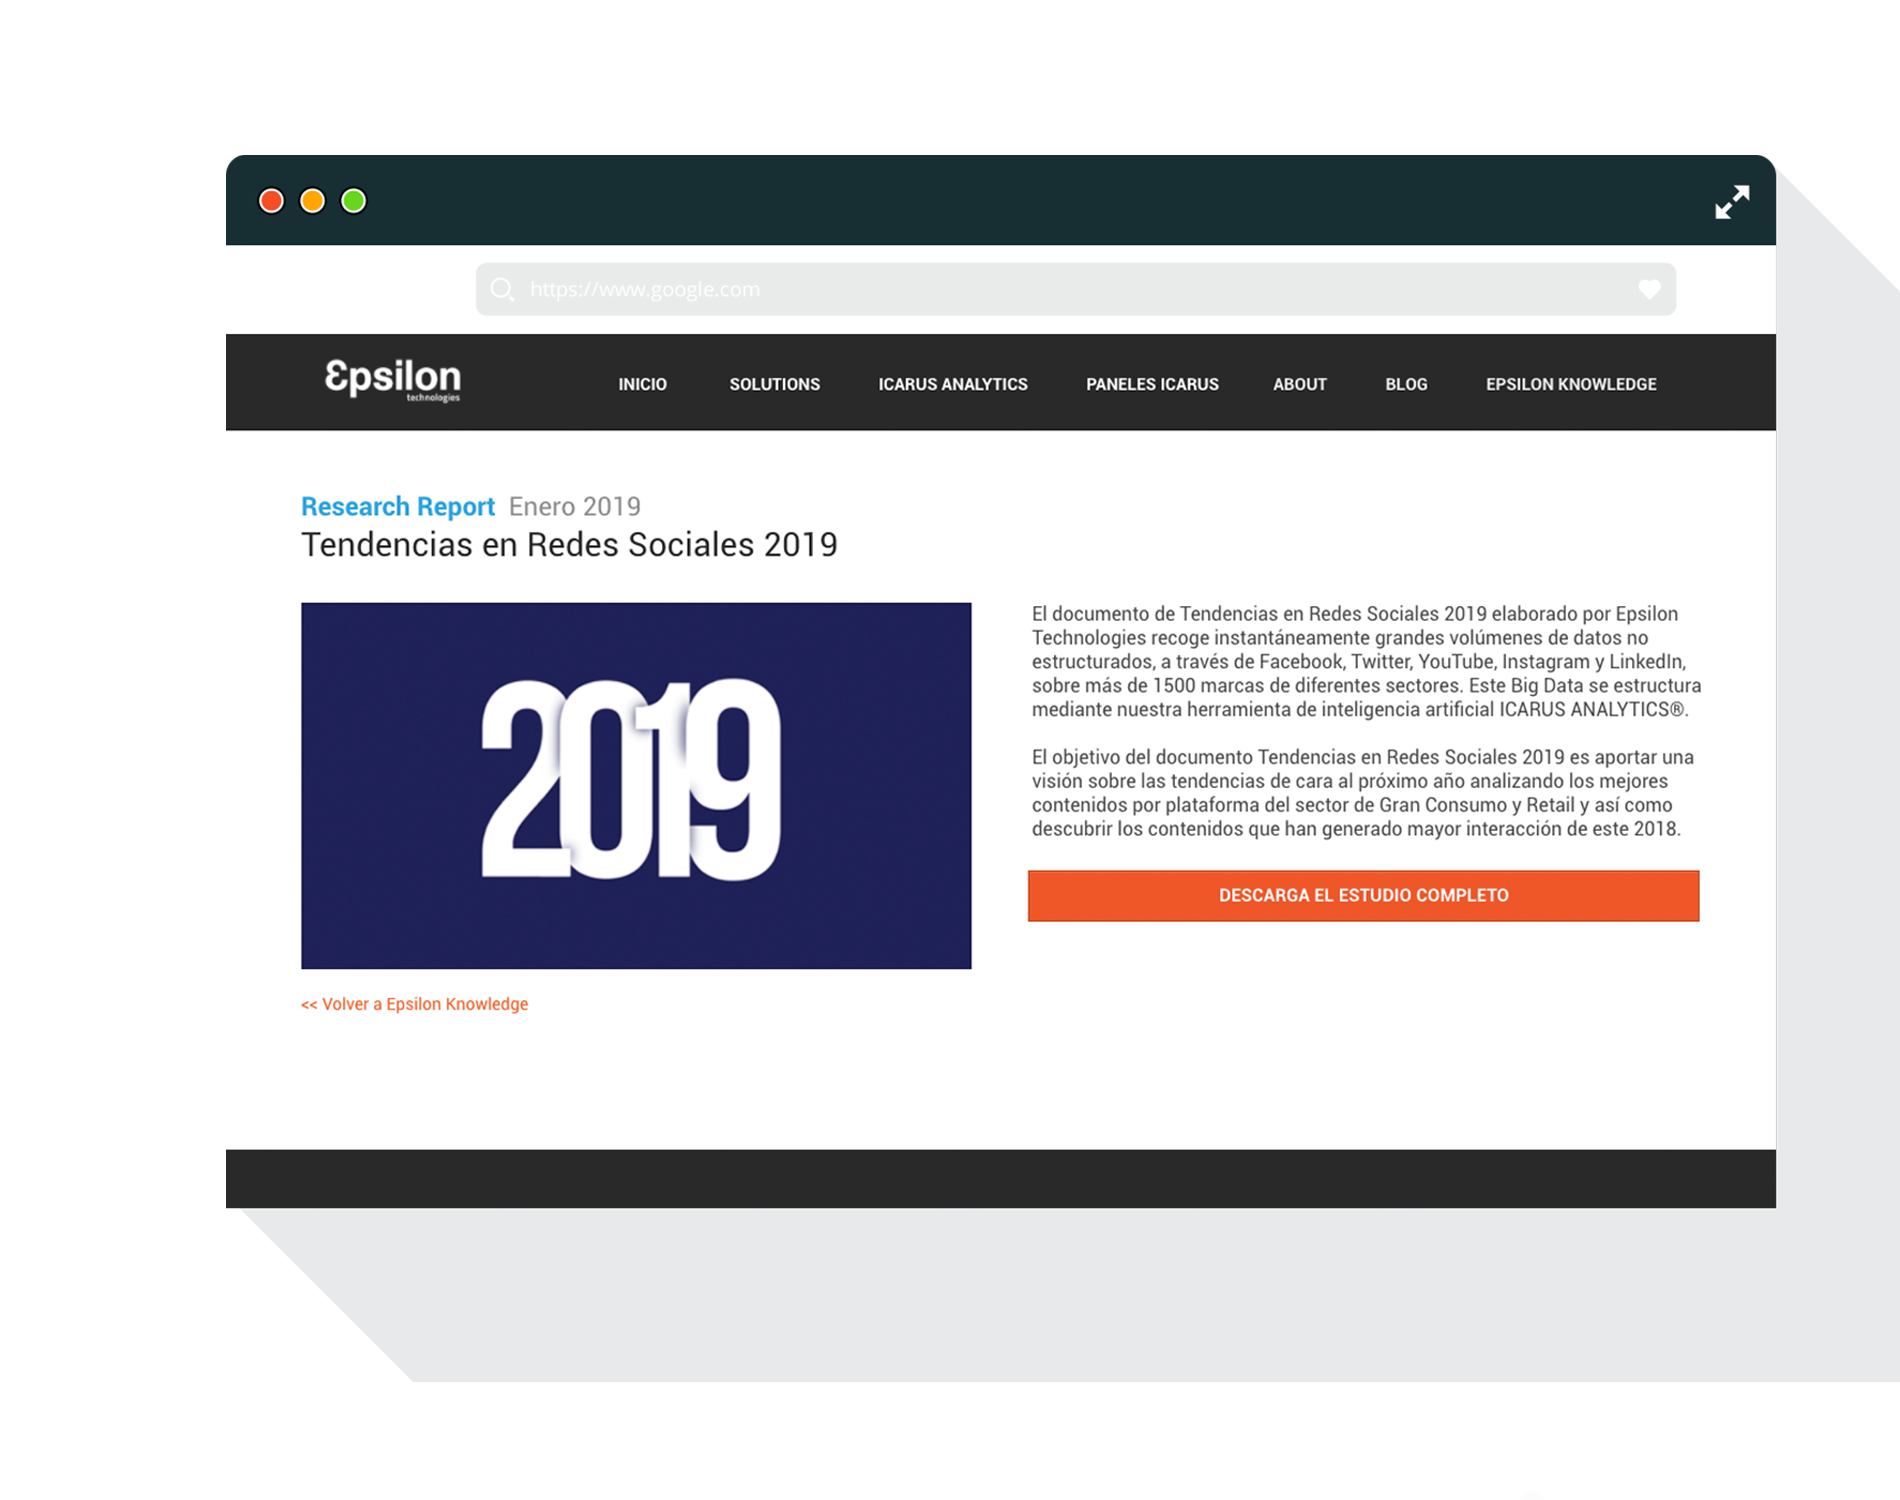 https://www.google.com
Epsilon
technologies
INICIO SOLUTIONS ICARUS ANALYTICS PANELES ICARUS ABOUT BLOG EPSILON KNOWLEDGE
Research Report Enero 2019
Tendencias en Redes Sociales 2019
2019
El documento de Tendencias en Redes Sociales 2019 elaborado por Epsilon
Technologies recoge instantáneamente grandes volúmenes de datos no
estructurados, a través de Facebook, Twitter, YouTube, Instagram y LinkedIn,
sobre más de 1500 marcas de diferentes sectores. Este Big Data se estructura
mediante nuestra herramienta de inteligencia artificial ICARUS ANALYTICS®.
El objetivo del documento Tendencias en Redes Sociales 2019 es aportar una
visión sobre las tendencias de cara al próximo año analizando los mejores
contenidos por plataforma del sector de Gran Consumo y Retail y así como
descubrir los contenidos que han generado mayor interacción de este 2018.
DESCARGA EL ESTUDIO COMPLETO
<< Volver a Epsilon Knowledge